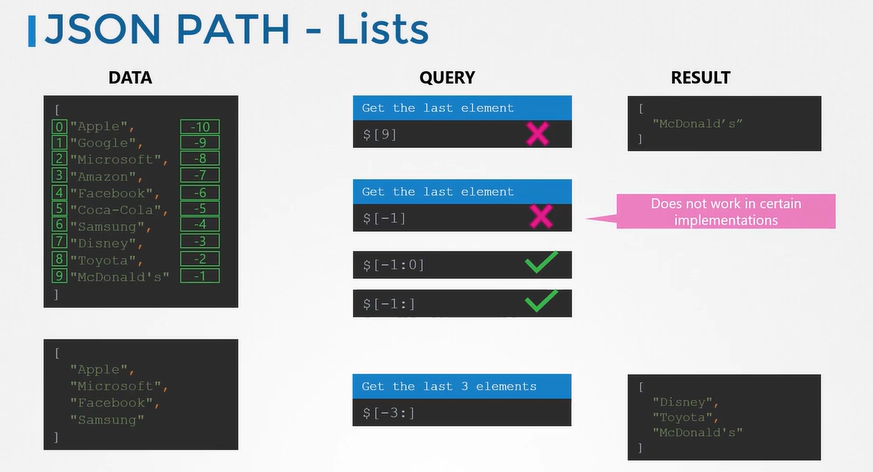 JSON PATH - Lists
DATA
QUERY
RESULT
[
0 "Apple", -10
1 "Google", -9
2 "Microsoft", -8
3 "Amazon", -7
4 "Facebook", -6
5 "Coca-Cola", -5
6 "Samsung", -4
7 "Disney", -3
8 "Toyota", -2
9 "McDonald's" -1
]
Get the last element
$[9]
[
"McDonald’s"
]
Get the last element
$[-1]
Does not work in certain
implementations
$[-1:0]
$[-1:]
[
"Apple",
"Microsoft",
"Facebook",
"Samsung"
]
Get the last 3 elements
$[-3:]
[
"Disney",
"Toyota",
"McDonald's"
]